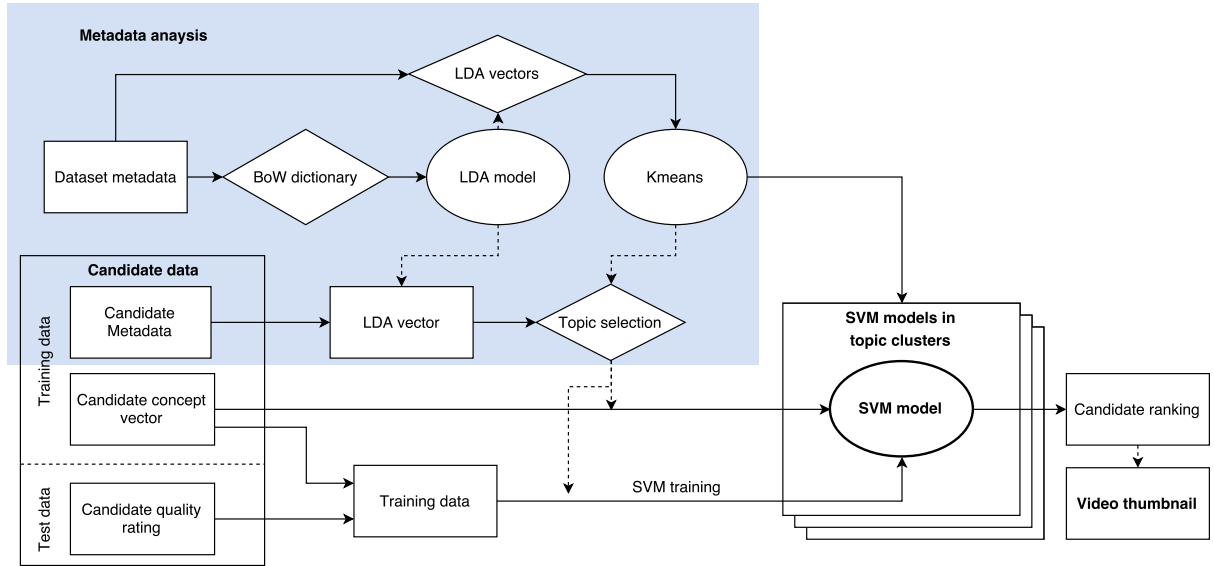 Metadata anaysis
LDA vectors
Dataset metadata
BoW dictionary
LDA model
Kmeans
Candidate data
Training data
Candidate
Metadata
LDA vector
Topic selection
SVM models in
topic clusters
Candidate concept
vector
SVM model
Candidate ranking
Test data
Candidate quality
rating
Training data
SVM training
Video thumbnail